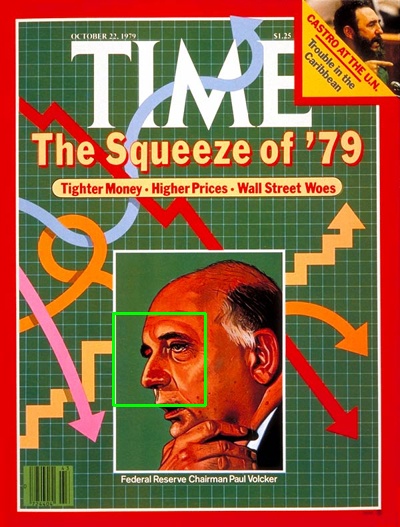 OCTOBER 22, 1979
$1.25
TIME
CASTRO AT THE U.N.
Trouble in the
Caribbean
The Squeeze of ’79
Tighter Money · Higher Prices · Wall Street Woes
Federal Reserve Chairman Paul Volcker